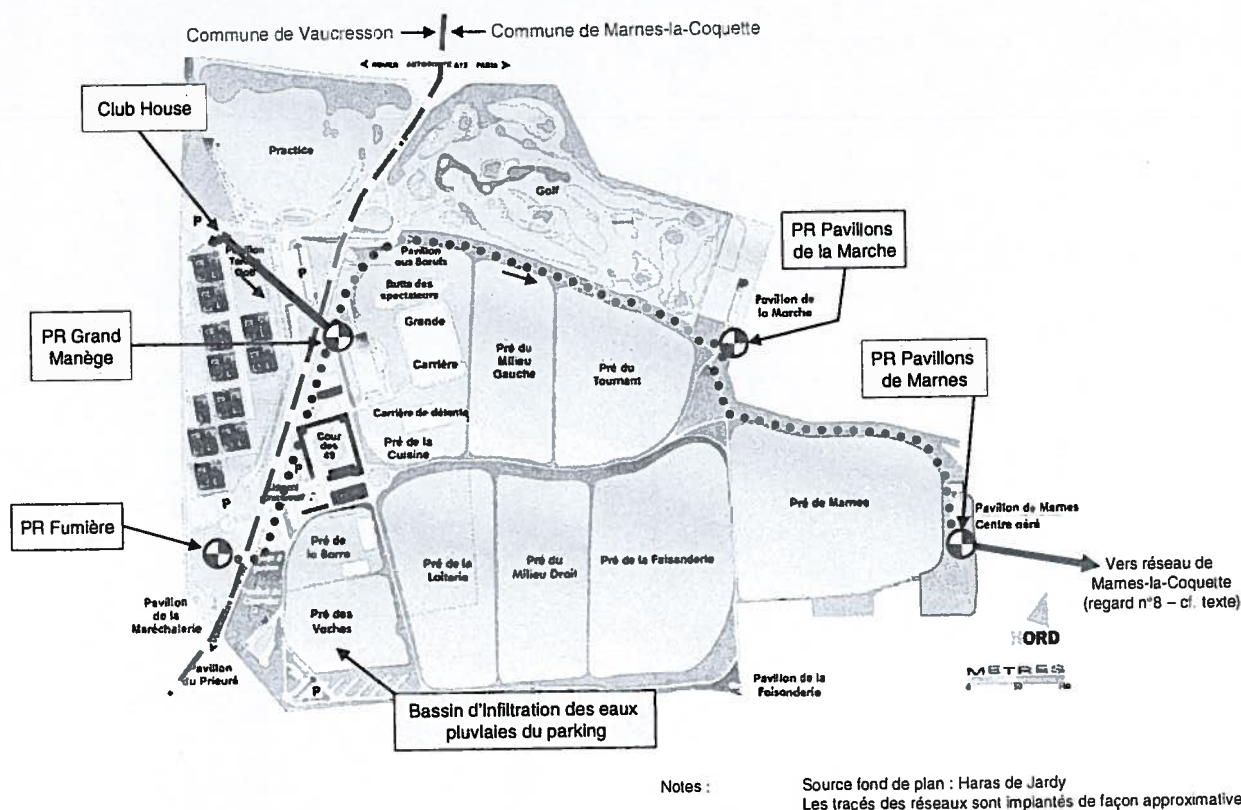 Commune de Vaucresson
Commune de Marnes-la-Coquette
Club House
Practice
Golf
P
PR Pavillons
de la Marche
Pavillon
aux Bœufs
Butte des
spectateurs
P
P
Pavillon de
la Marche
Grande
Carrière
PR Grand
Manège
Pré du
Milieu
Gauche
Pré du
Tournant
PR Pavillons
de Marnes
Carrière de détente
Cour
des
Pré de la
Cuisine
P
P
PR Fumière
Pré de
la Barre
Pré de la
Laiterie
Pré du
Milieu Droit
Pré de la Faisanderie
Pré de Marnes
Pavillon de Marnes
Centre aéré
Vers réseau de
Marnes-la-Coquette
(regard n°8 – cf. texte)
Pavillon
de la
Maréchalerie
Pré des
Vaches
NORD
METRES
Pavillon
du Prieuré
P
Pavillon de la
Faisanderie
Bassin d'Infiltration des eaux
pluviales du parking
Notes :
Source fond de plan : Haras de Jardy
Les tracés des réseaux sont implantés de façon approximative